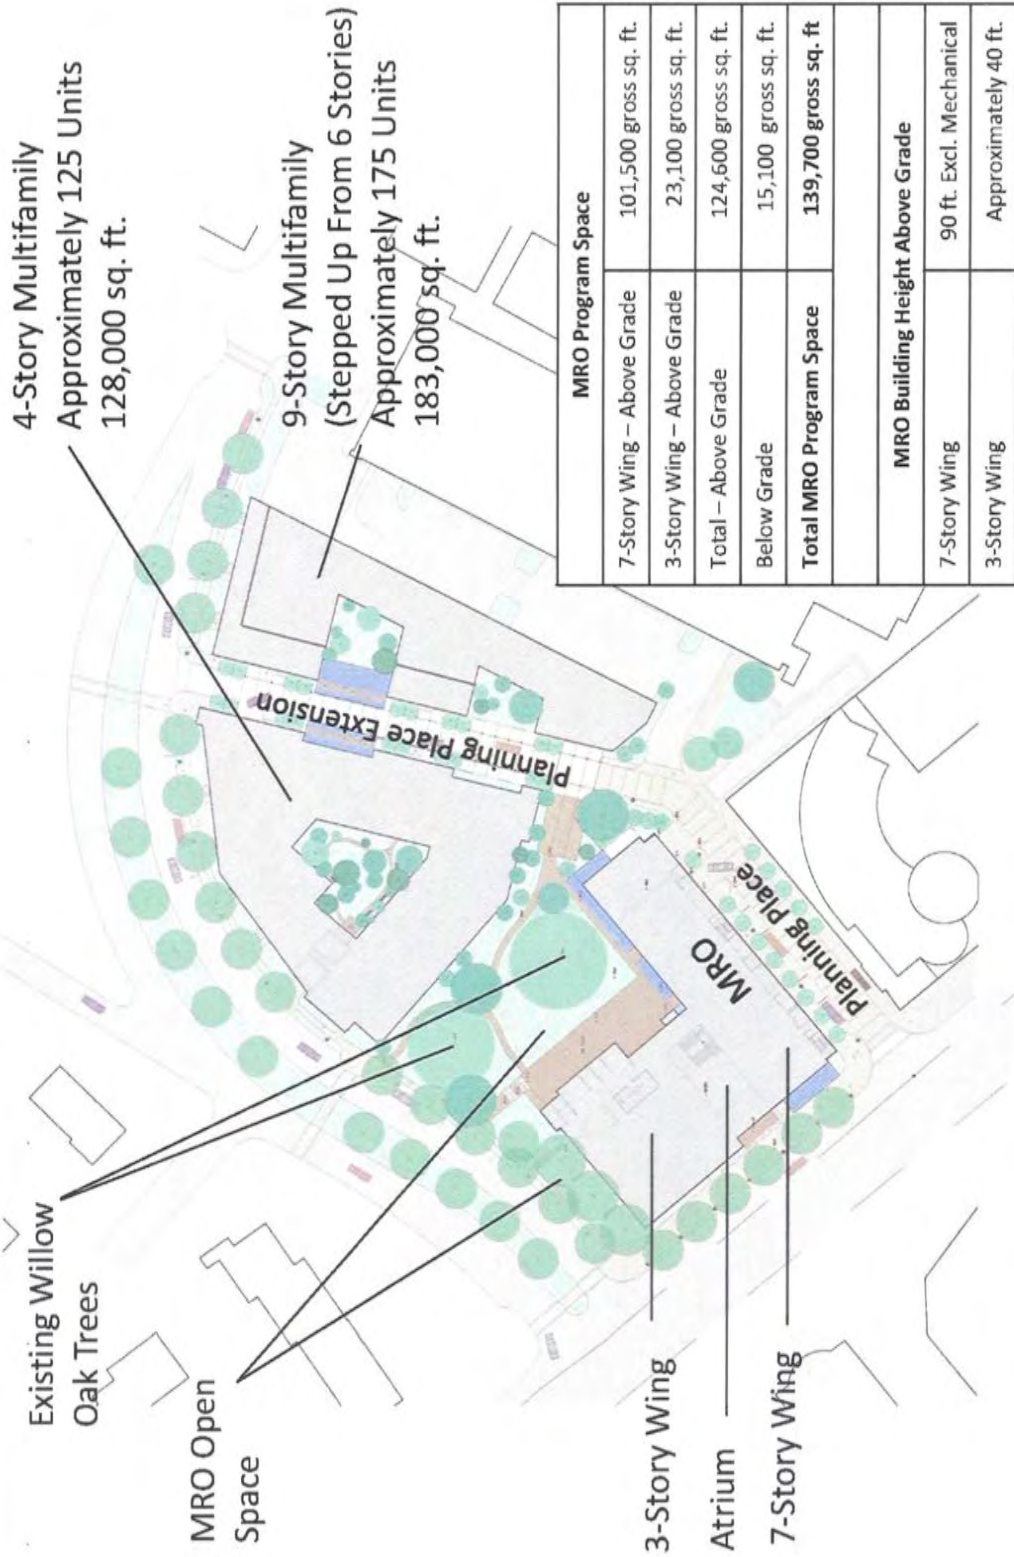 4-Story Multifamily
Approximately 125 Units
128,000 sq. ft.
9-Story Multifamily
(Stepped Up From 6 Stories)
Approximately 175 Units
183,000 sq. ft.
Existing Willow
Oak Trees
MRO Open
Space
Planning Place Extension
MRO
Planning Place
3-Story Wing
Atrium
7-Story Wing
MRO Program Space
7-Story Wing – Above Grade 101,500 gross sq. ft.
3-Story Wing – Above Grade 23,100 gross sq. ft.
Total – Above Grade 124,600 gross sq. ft.
Below Grade 15,100 gross sq. ft.
Total MRO Program Space 139,700 gross sq. ft
MRO Building Height Above Grade
7-Story Wing 90 ft. Excl. Mechanical
3-Story Wing Approximately 40 ft.